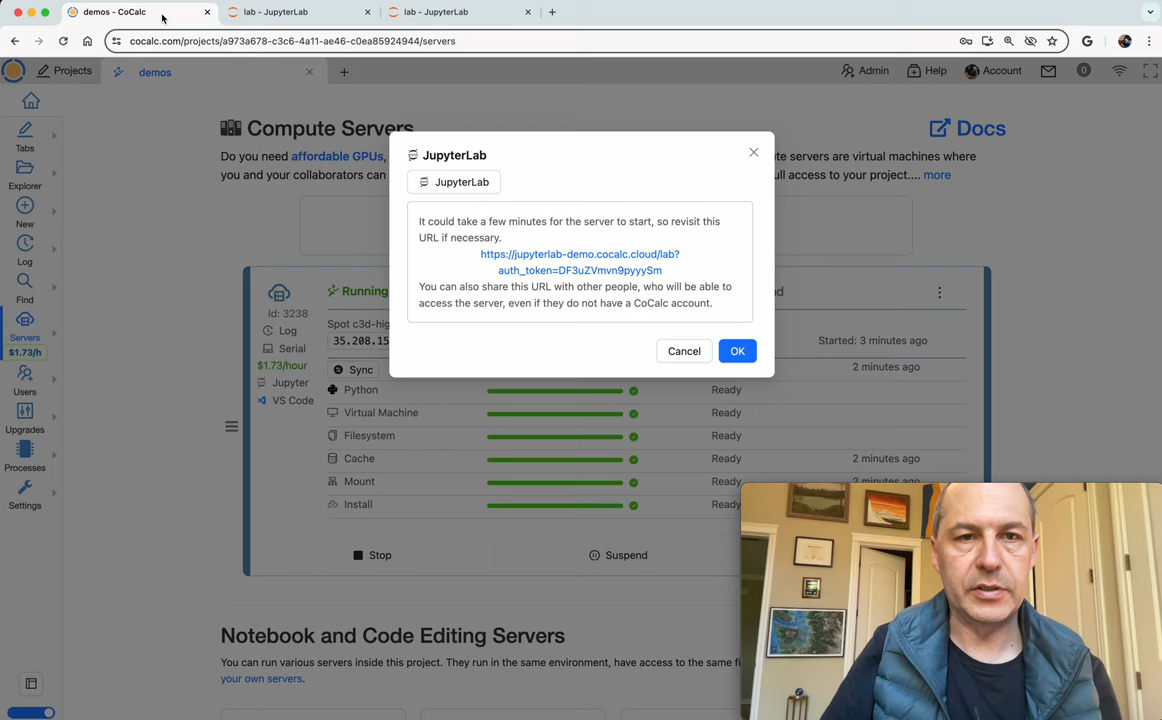 demos - CoCalc
lab - JupyterLab
lab - JupyterLab
cocalc.com/projects/a973a678-c3c6-4a11-ae46-c0ea85924944/servers
Projects
demos
Admin
Help
Account
0
Tabs
Explorer
New
Log
Find
Servers
$1.73/h
Users
Upgrades
Processes
Settings
Compute Servers
Docs
Do you need affordable GPUs,
te servers are virtual machines where
you and your collaborators can
full access to your project.... more
JupyterLab
JupyterLab
It could take a few minutes for the server to start, so revisit this
URL if necessary.
https://jupyterlab-demo.cocalc.cloud/lab?
auth_token=DF3uZVmvn9pyyySm
You can also share this URL with other people, who will be able to
access the server, even if they do not have a CoCalc account.
Cancel
OK
Running
Id: 3238
Log
Serial
$1.73/hour
Jupyter
VS Code
Spot c3d-hig
35.208.15
Started: 3 minutes ago
Sync
2 minutes ago
Python
Ready
Virtual Machine
Ready
Filesystem
Ready
Cache
Ready
2 minutes ago
Mount
Ready
2 minutes ago
Install
Ready
Stop
Suspend
Notebook and Code Editing Servers
You can run various servers inside this project. They run in the same environment, have access to the same fi
your own servers.